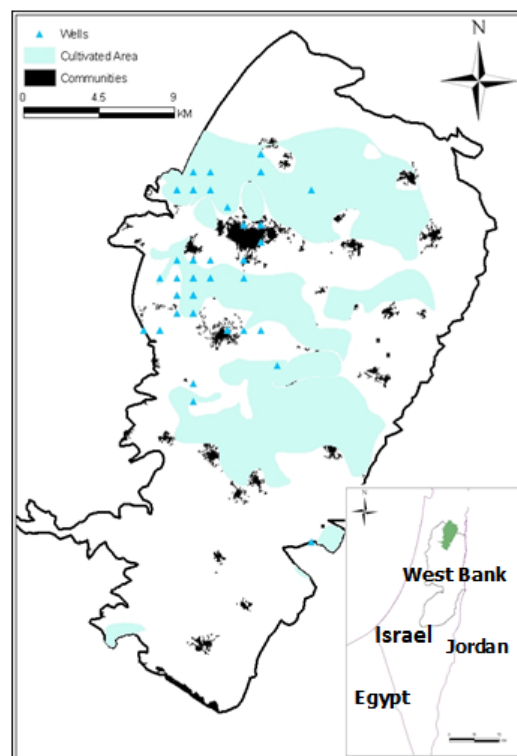 Wells
Cultivated Area
Communities
0 4.5 9
KM
N
N
West Bank
Israel
Jordan
Egypt